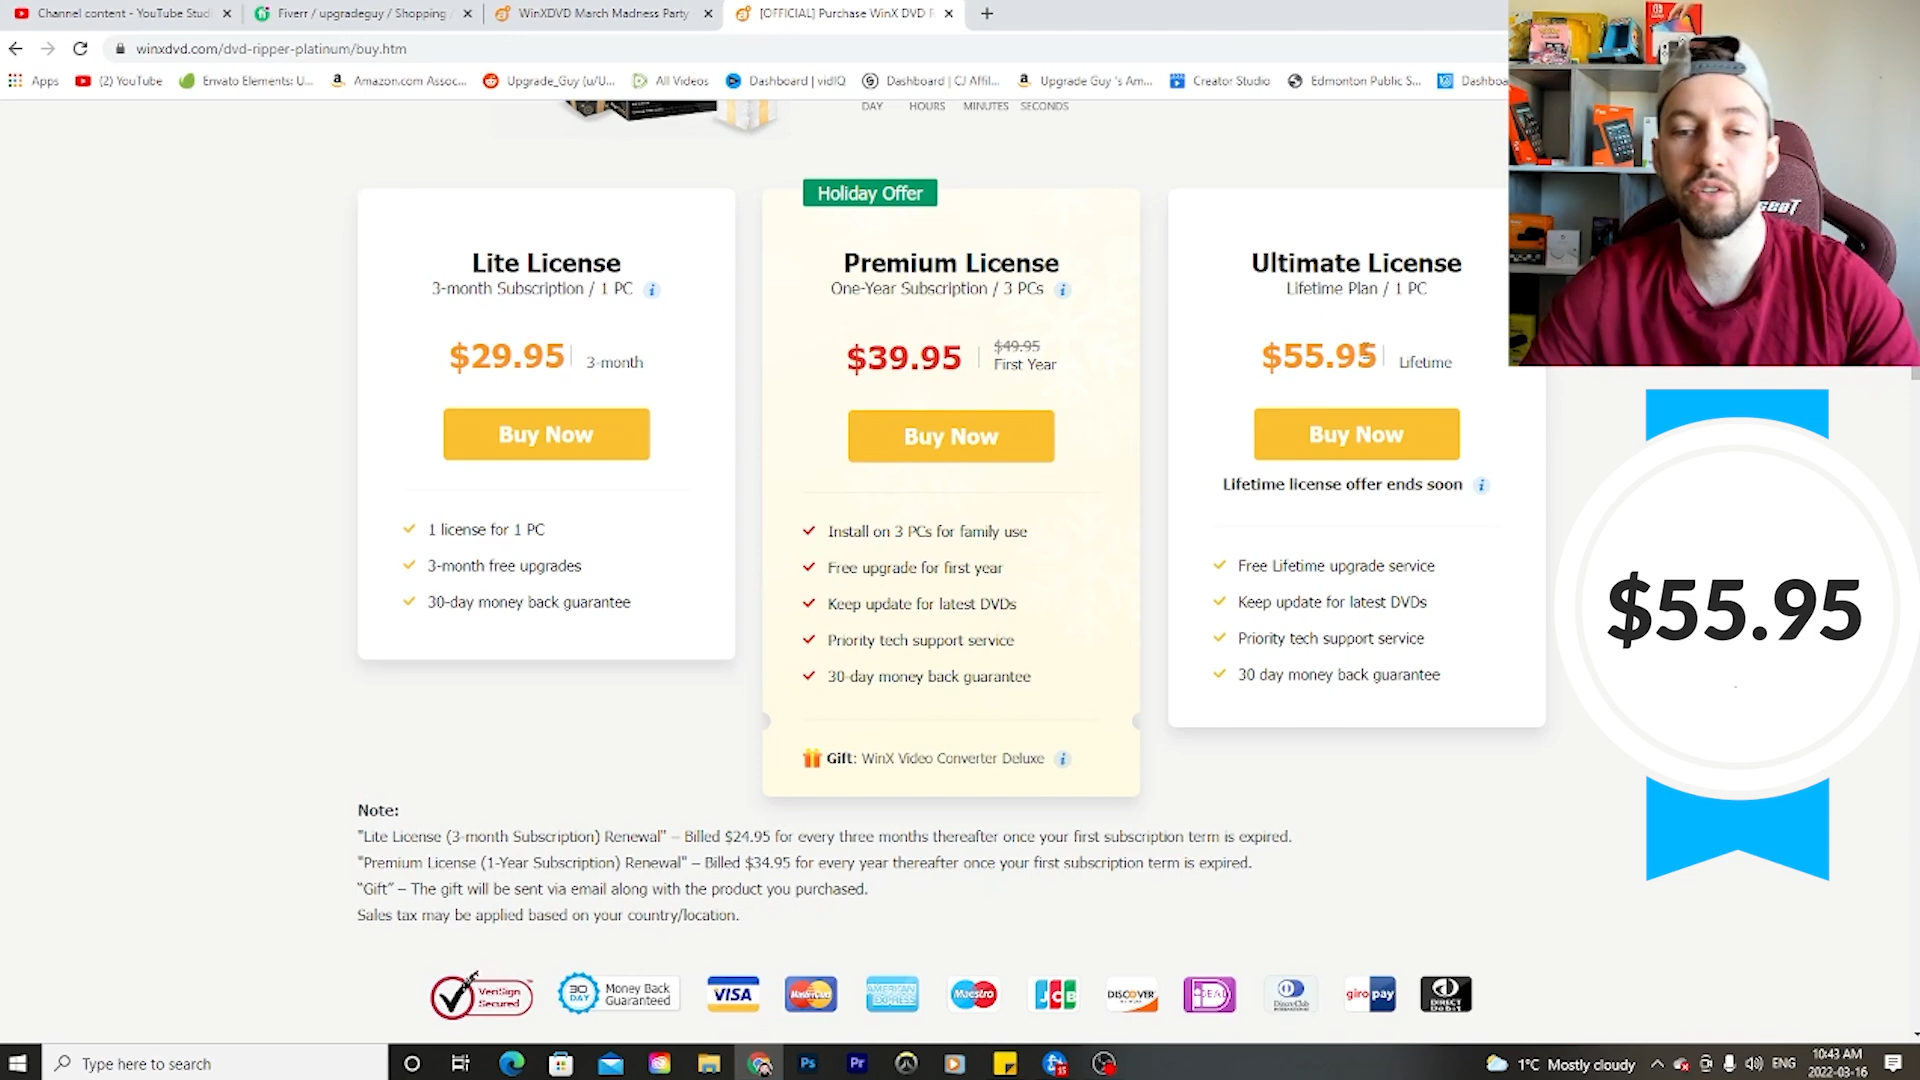 Channel content - YouTube Studi
Fiverr / upgradeguy / Shopping
WinXDVD March Madness Party
[OFFICIAL] Purchase WinX DVD R
winxdvd.com/dvd-ripper-platinum/buy.htm
Apps
(2) YouTube
Envato Elements: U...
Amazon.com Assoc...
Upgrade_Guy (u/U...
All Videos
Dashboard | vidIQ
Dashboard | CJ Affil...
Upgrade Guy 's Am...
Creator Studio
Edmonton Public S...
Dashboa
DAY HOURS MINUTES SECONDS
Holiday Offer
Lite License
3-month Subscription / 1 PC
$29.95
3-month
Buy Now
1 license for 1 PC
3-month free upgrades
30-day money back guarantee
Premium License
One-Year Subscription / 3 PCs
$39.95
$49.95
First Year
Buy Now
Install on 3 PCs for family use
Free upgrade for first year
Keep update for latest DVDs
Priority tech support service
30-day money back guarantee
Gift: WinX Video Converter Deluxe
Ultimate License
Lifetime Plan / 1 PC
$55.95
Lifetime
Buy Now
Lifetime license offer ends soon
Free Lifetime upgrade service
Keep update for latest DVDs
Priority tech support service
30 day money back guarantee
$55.95
Note:
"Lite License (3-month Subscription) Renewal" – Billed $24.95 for every three months thereafter once your first subscription term is expired.
"Premium License (1-Year Subscription) Renewal" – Billed $34.95 for every year thereafter once your first subscription term is expired.
"Gift" – The gift will be sent via email along with the product you purchased.
Sales tax may be applied based on your country/location.
VeriSign
Secured
30
DAY
Money Back
Guaranteed
VISA
MasterCard
AMERICAN
EXPRESS
Maestro
JCB
DISCOVER
iDEAL
Diners Club
INTERNATIONAL
giro pay
DIRECT
Debit
Type here to search
Ps
Pr
15
1°C Mostly cloudy
ENG
10:43 AM
2022-03-16